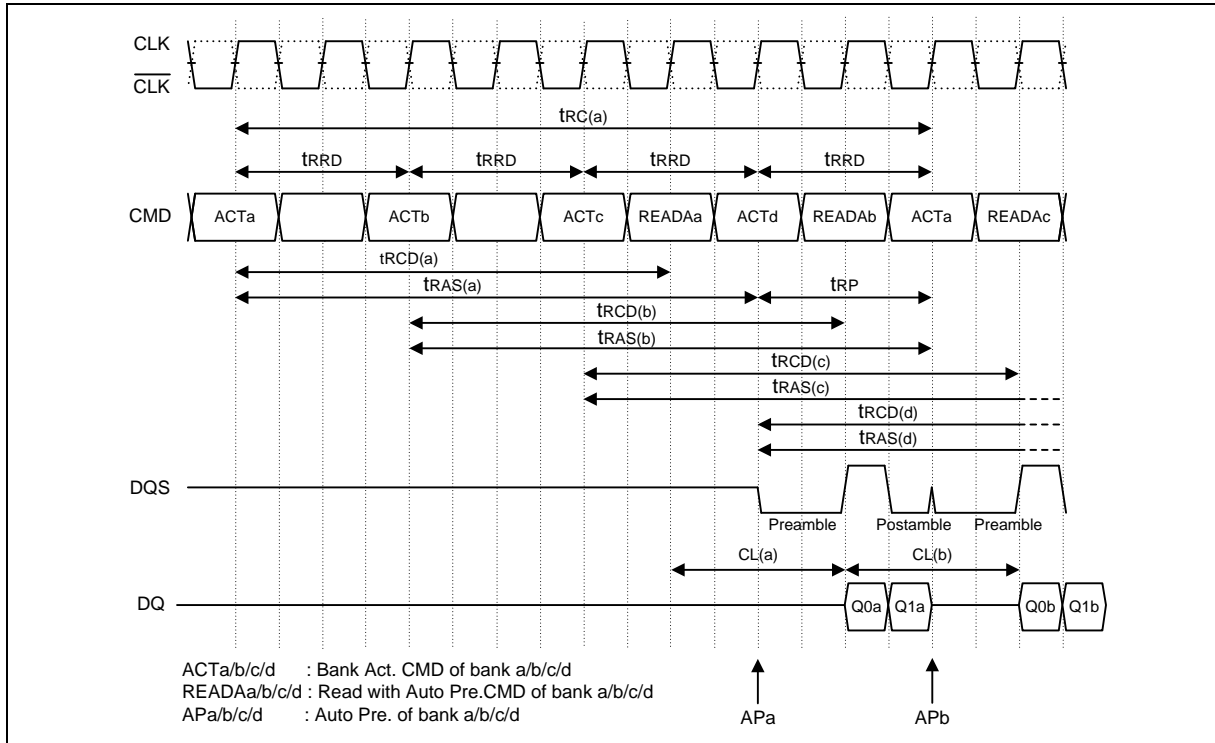 CLK
CLK
tRC(a)
tRRD tRRD tRRD tRRD
CMD ACTa ACTb ACTc READAa ACTd READAb ACTa READAc
tRCD(a)
tRAS(a) tRP
tRCD(b)
tRAS(b)
tRCD(c)
tRAS(c)
tRCD(d)
tRAS(d)
DQS
Preamble Postamble Preamble
CL(a) CL(b)
DQ Q0a Q1a Q0b Q1b
ACTa/b/c/d : Bank Act. CMD of bank a/b/c/d
READAa/b/c/d : Read with Auto Pre.CMD of bank a/b/c/d
APa/b/c/d : Auto Pre. of bank a/b/c/d
APa APb